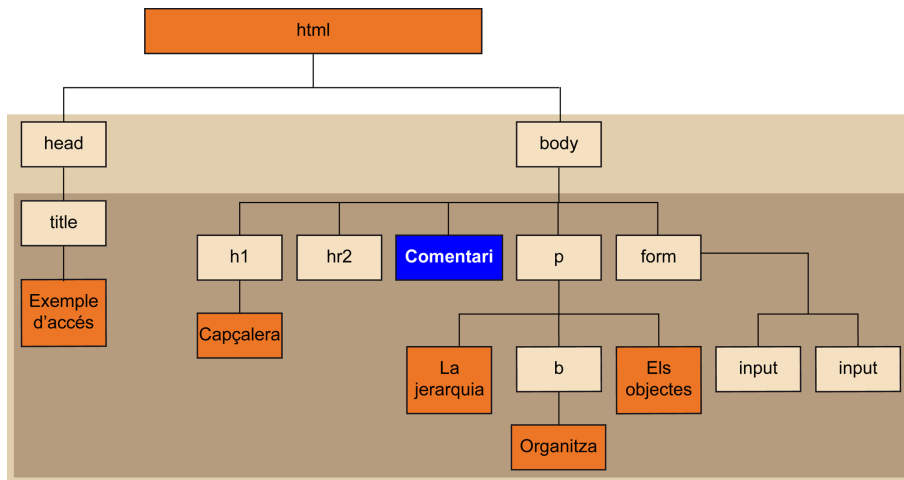 html
head
body
title
h1
hr2
Comentari
p
form
Exemple
d'accés
Capçalera
La
jerarquia
b
Els
objectes
input
input
Organitza